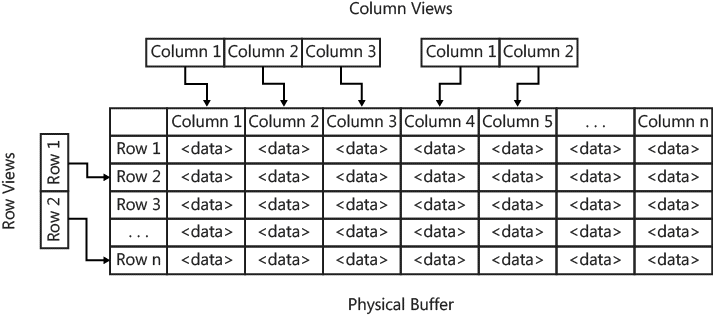 Column Views
Column 1 Column 2 Column 3 Column 1 Column 2
Column 1 Column 2 Column 3 Column 4 Column 5 . . . Column n
Row 1 <data> <data> <data> <data> <data> <data> <data>
Row 2 <data> <data> <data> <data> <data> <data> <data>
Row 3 <data> <data> <data> <data> <data> <data> <data>
. . . <data> <data> <data> <data> <data> <data> <data>
Row n <data> <data> <data> <data> <data> <data> <data>
Row Views
Row 1
Row 2
Physical Buffer